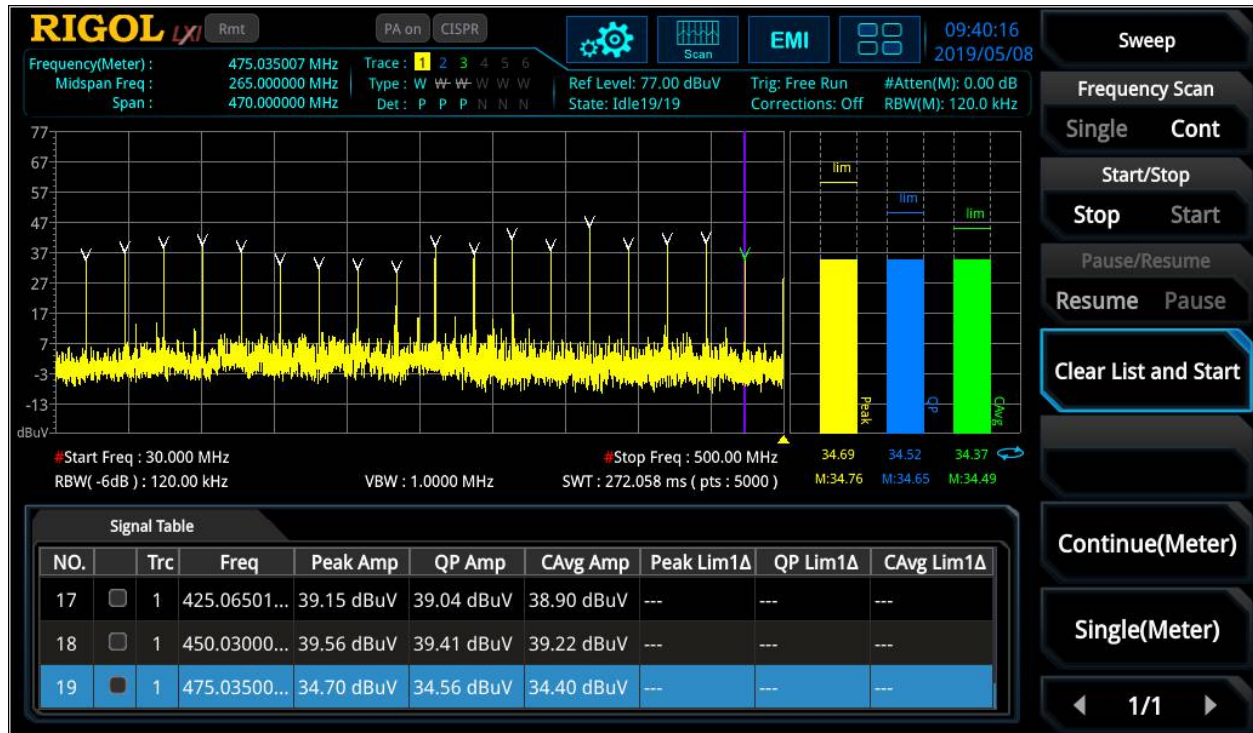 RIGOL LXI Rmt PA on CISPR Scan EMI 09:40:16
2019/05/08
Frequency(Meter) : 475.035007 MHz Trace : 1 2 3 4 5 6
Midspan Freq : 265.000000 MHz Type : W W W W W W
Span : 470.000000 MHz Det : P P P N N N
Ref Level: 77.00 dBuV Trig: Free Run #Atten(M): 0.00 dB
State: Idle19/19 Corrections: Off RBW(M): 120.0 kHz
77
67
57
47
37
27
17
7
-3
-13
dBuV
lim
lim
lim
Peak
QP
CAvg
#Start Freq : 30.000 MHz #Stop Freq : 500.00 MHz
RBW( -6dB ) : 120.00 kHz VBW : 1.0000 MHz SWT : 272.058 ms ( pts : 5000 )
34.69 34.52 34.37
M:34.76 M:34.65 M:34.49
Signal Table
NO. Trc Freq Peak Amp QP Amp CAvg Amp Peak Lim1Δ QP Lim1Δ CAvg Lim1Δ
17 1 425.06501... 39.15 dBuV 39.04 dBuV 38.90 dBuV --- --- ---
18 1 450.03000... 39.56 dBuV 39.41 dBuV 39.22 dBuV --- --- ---
19 1 475.03500... 34.70 dBuV 34.56 dBuV 34.40 dBuV --- --- ---
Sweep
Frequency Scan
Single Cont
Start/Stop
Stop Start
Pause/Resume
Resume Pause
Clear List and Start
Continue(Meter)
Single(Meter)
1/1